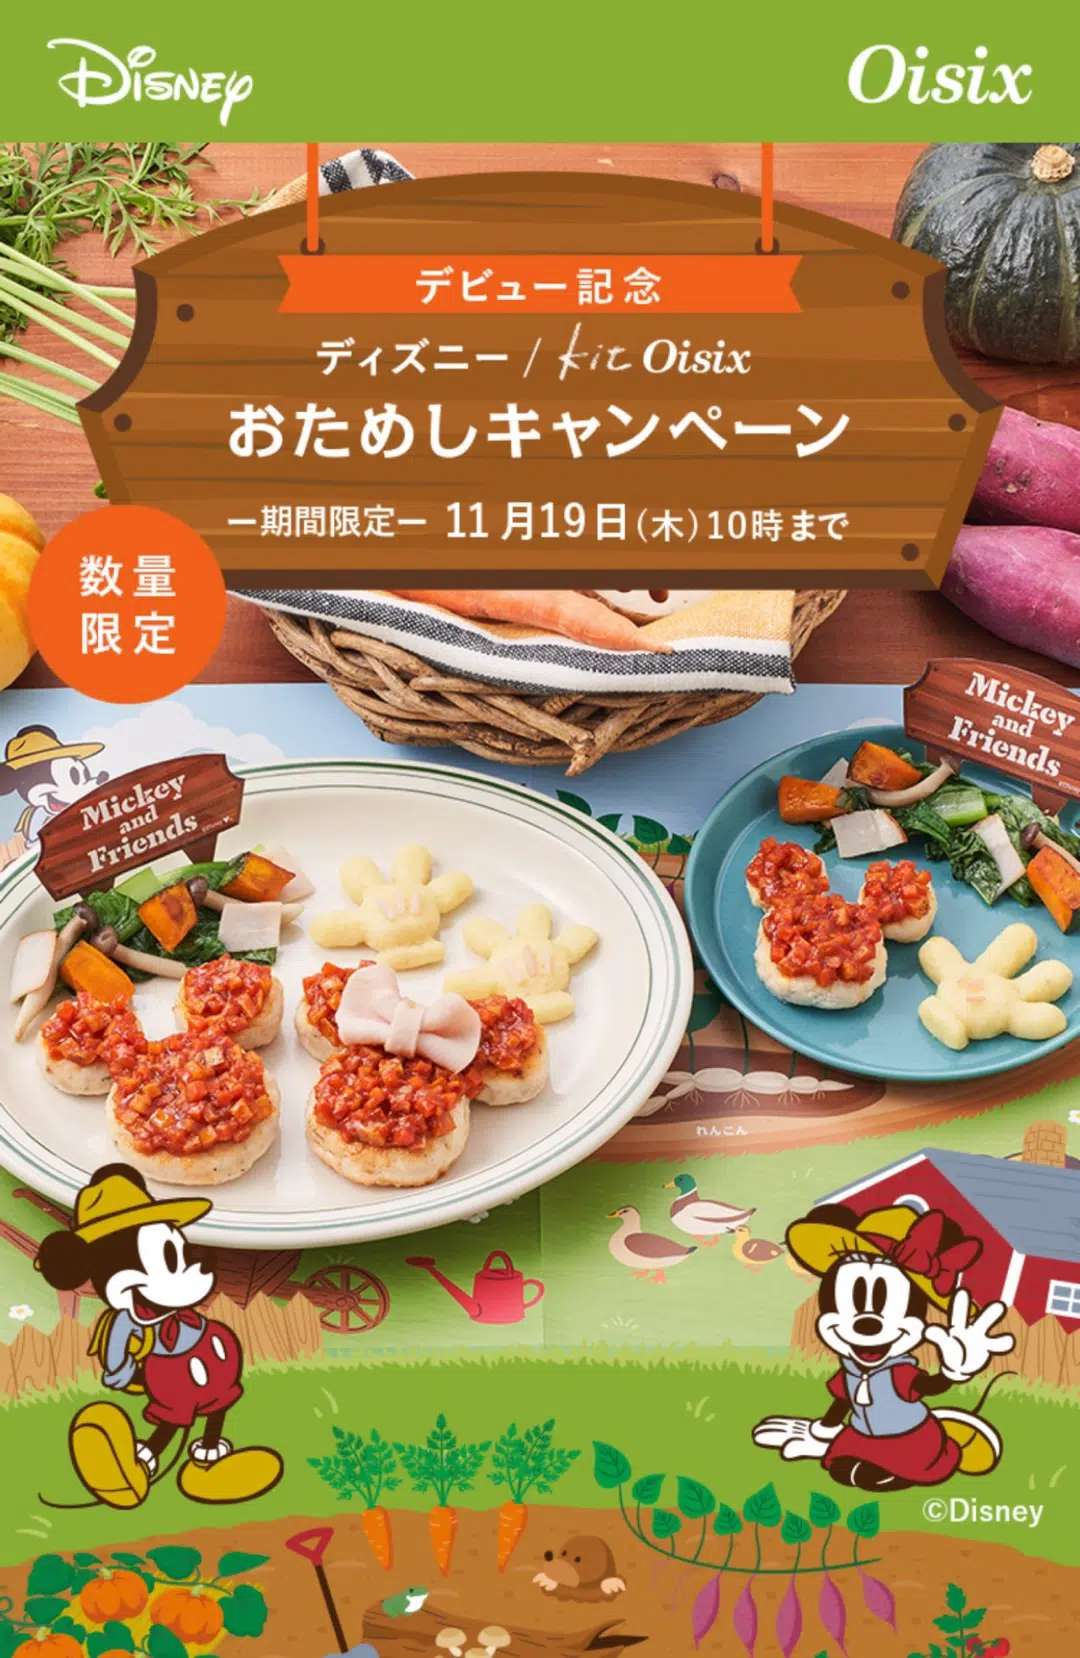 Disney
Oisix
デビュー記念
ディズニー / kit Oisix
おためしキャンペーン
ー期間限定ー 11月19日(木)10時まで
数量
限定
Mickey
and
Friends
Mickey
and
Friends
れんこん
©Disney